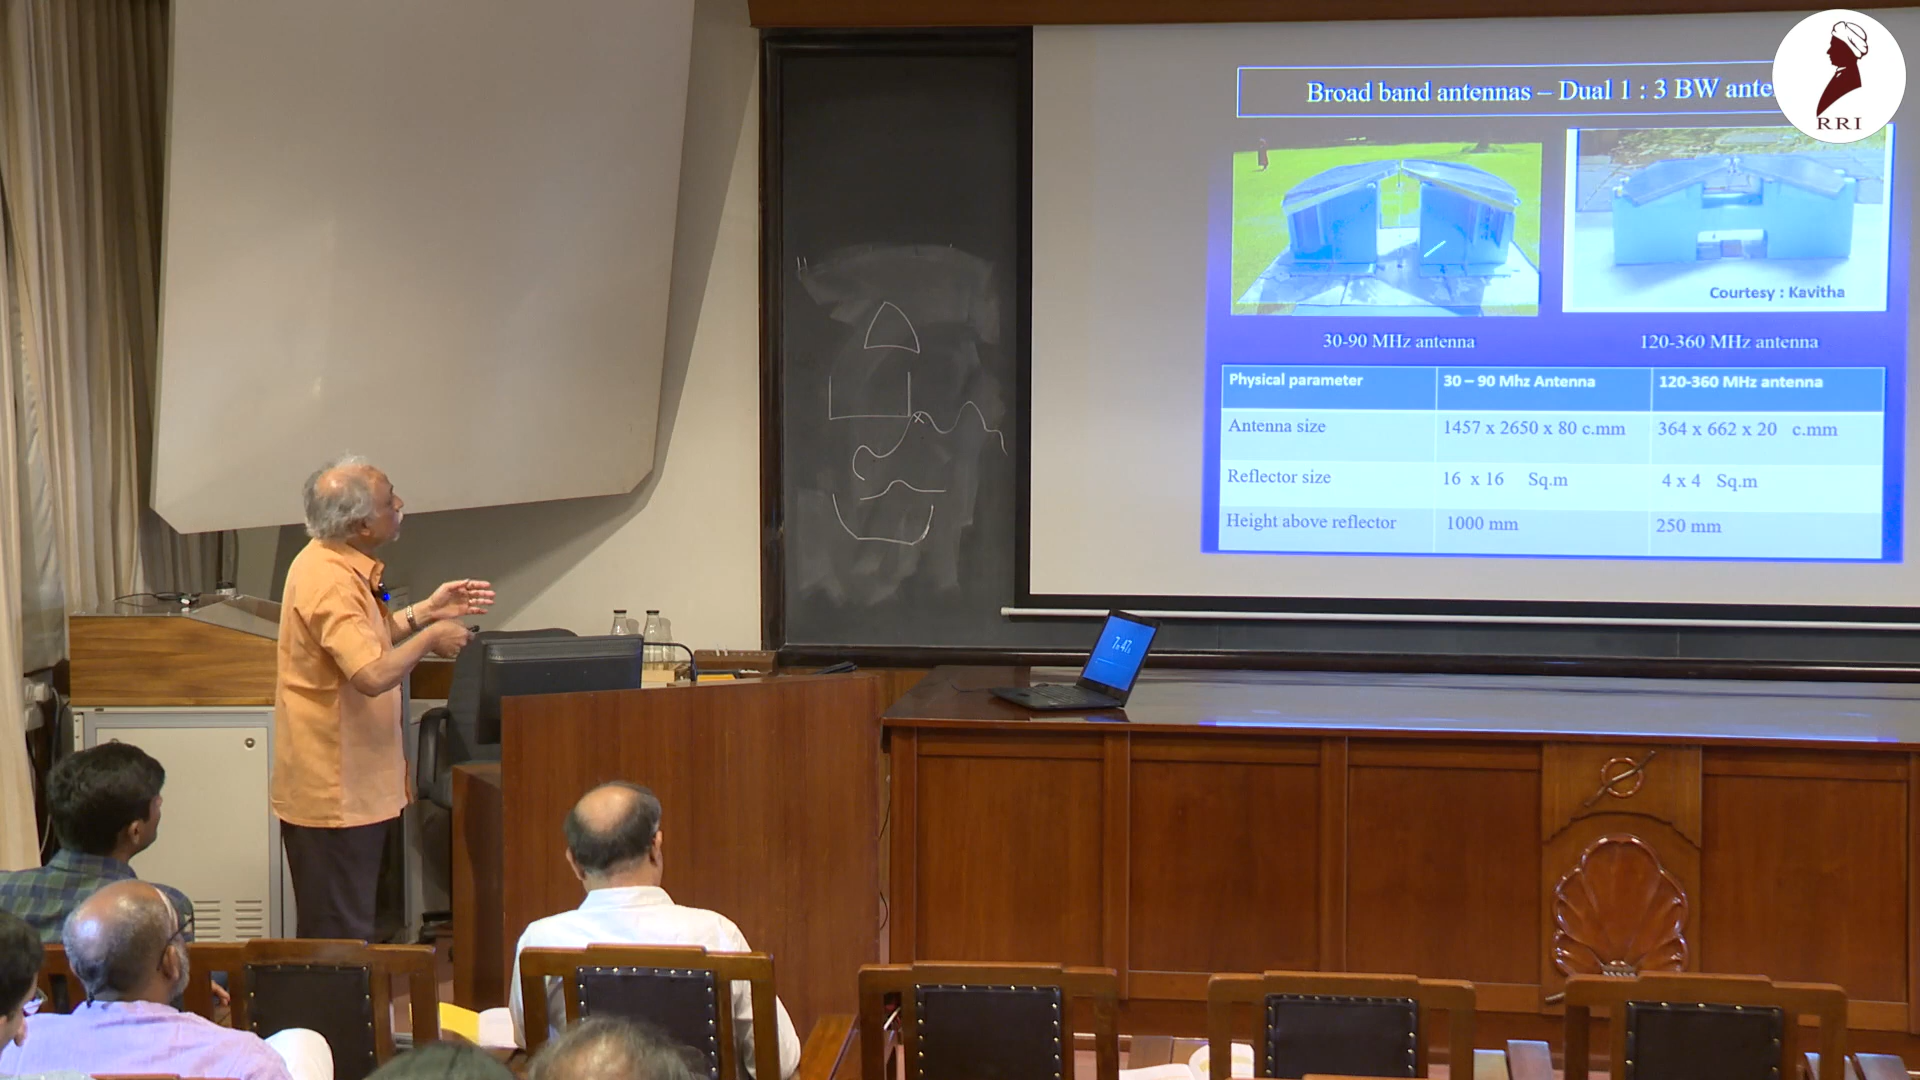 Broad band antennas – Dual 1 : 3 BW ante
RRI
Courtesy : Kavitha
30-90 MHz antenna
120-360 MHz antenna
Physical parameter 30 – 90 Mhz Antenna 120-360 MHz antenna
Antenna size 1457 x 2650 x 80 c.mm 364 x 662 x 20 c.mm
Reflector size 16 x 16 Sq.m 4 x 4 Sq.m
Height above reflector 1000 mm 250 mm